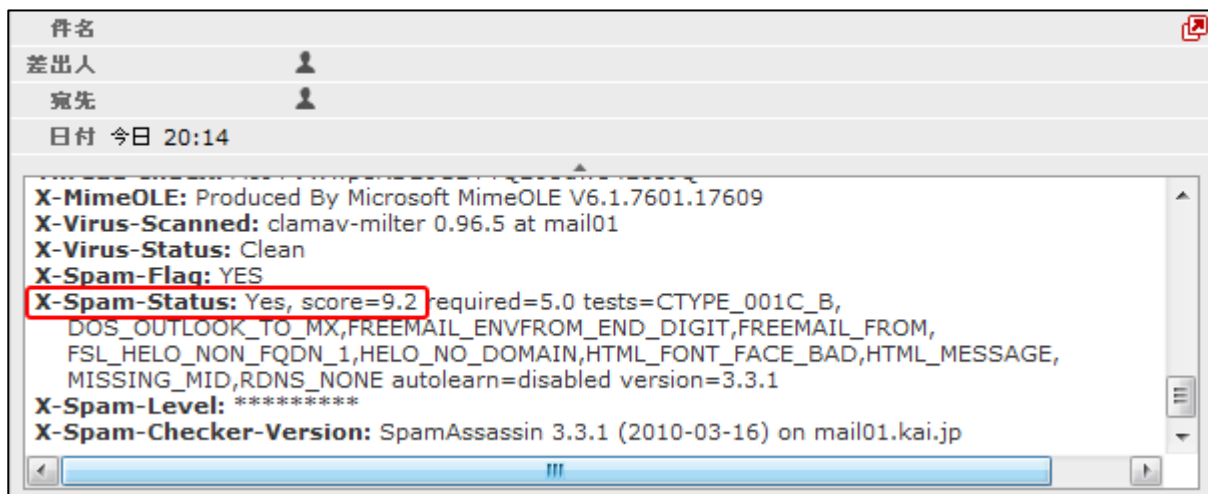 件名
差出人
宛先
日付 今日 20:14
X-MimeOLE: Produced By Microsoft MimeOLE V6.1.7601.17609
X-Virus-Scanned: clamav-milter 0.96.5 at mail01
X-Virus-Status: Clean
X-Spam-Flag: YES
X-Spam-Status: Yes, score=9.2 required=5.0 tests=CTYPE_001C_B,
DOS_OUTLOOK_TO_MX,FREEMAIL_ENVFROM_END_DIGIT,FREEMAIL_FROM,
FSL_HELO_NON_FQDN_1,HELO_NO_DOMAIN,HTML_FONT_FACE_BAD,HTML_MESSAGE,
MISSING_MID,RDNS_NONE autolearn=disabled version=3.3.1
X-Spam-Level: *********
X-Spam-Checker-Version: SpamAssassin 3.3.1 (2010-03-16) on mail01.kai.jp